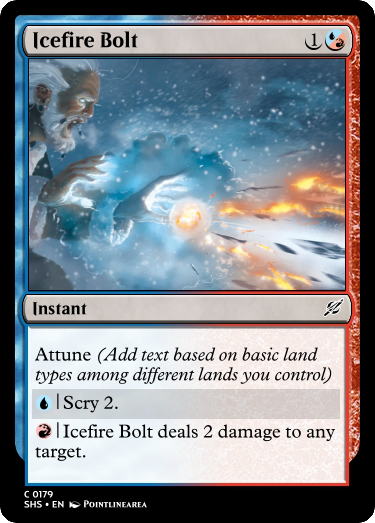 Icefire Bolt 1
Instant
Attune (Add text based on basic land
types among different lands you control)
Scry 2.
Icefire Bolt deals 2 damage to any
target.
C 0179
SHS • EN POINTLINEAREA